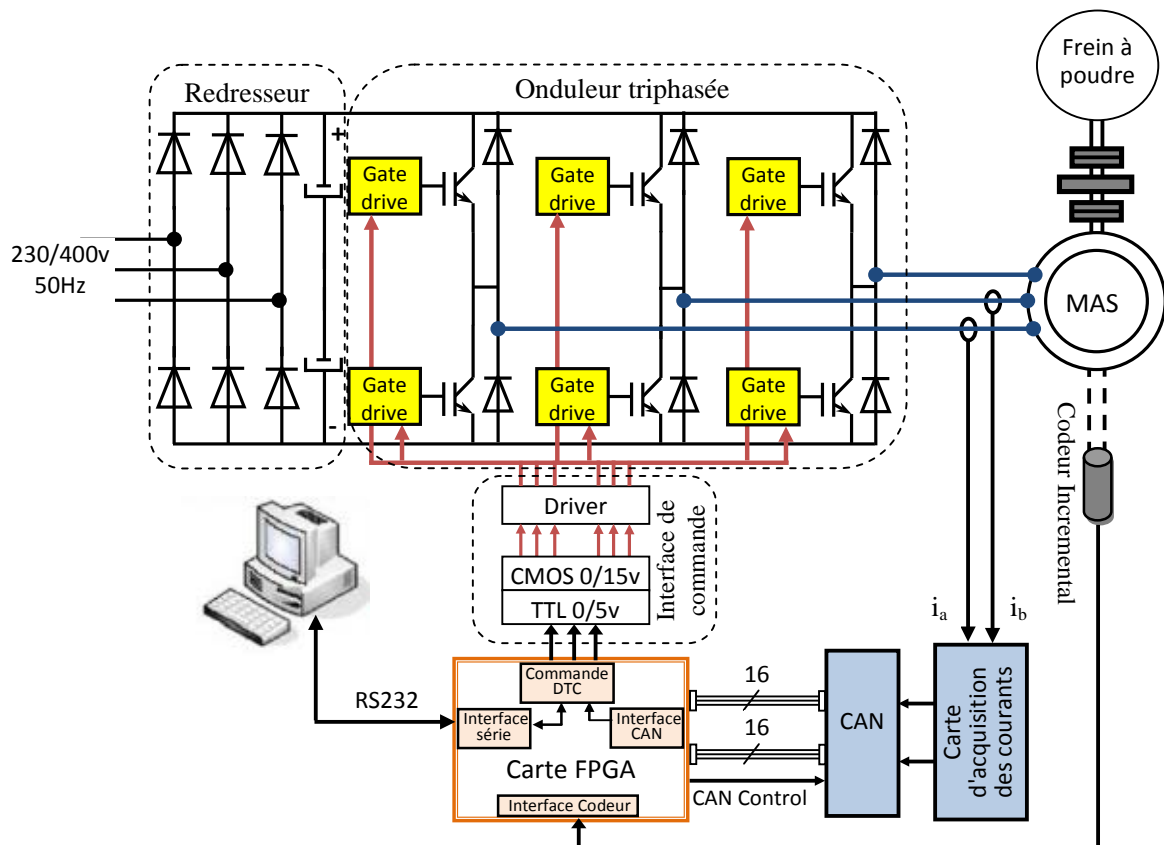 Frein à
poudre
Redresseur
Onduleur triphasée
+
Gate
drive
Gate
drive
Gate
drive
230/400v
50Hz
MAS
Gate
drive
Gate
drive
Gate
drive
-
Codeur Incremental
Driver
CMOS 0/15v
TTL 0/5v
Interface de
commande
ia
ib
RS232
Commande
DTC
Interface
série
Interface
CAN
Carte FPGA
Interface Codeur
16
16
CAN Control
CAN
Carte
d'acquisition
des courants